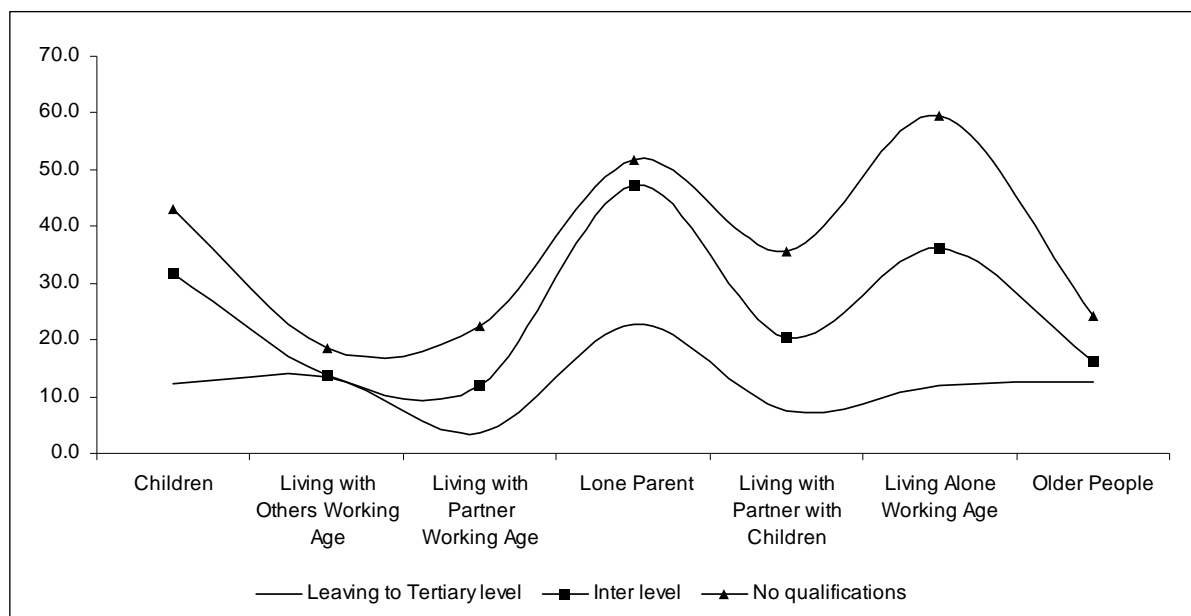 70.0
60.0
50.0
40.0
30.0
20.0
10.0
0.0
Children
Living with
Others Working
Age
Living with
Partner
Working Age
Lone Parent
Living with
Partner with
Children
Living Alone
Working Age
Older People
Leaving to Tertiary level
Inter level
No qualifications